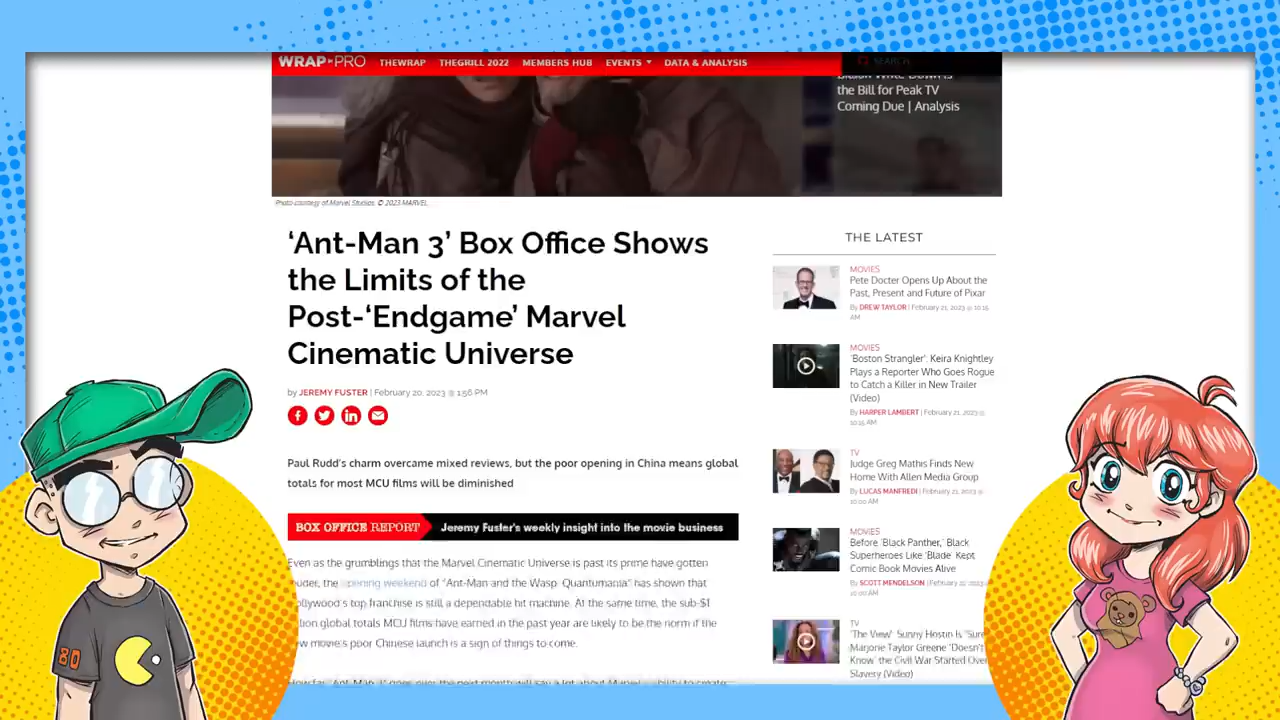 WRAP PRO THEWRAP THEGRILL 2022 MEMBERS HUB EVENTS DATA & ANALYSIS SEARCH
the Bill for Peak TV
Coming Due | Analysis
Photo courtesy of Marvel Studios. © 2023 MARVEL.
‘Ant-Man 3’ Box Office Shows
the Limits of the
Post-‘Endgame’ Marvel
Cinematic Universe
by JEREMY FUSTER | February 20, 2023 @ 1:56 PM
Paul Rudd's charm overcame mixed reviews, but the poor opening in China means global
totals for most MCU films will be diminished
BOX OFFICE REPORT Jeremy Fuster's weekly insight into the movie business
Even as the grumblings that the Marvel Cinematic Universe is past its prime have gotten
louder, the opening weekend of "Ant-Man and the Wasp: Quantumania" has shown that
Hollywood's top franchise is still a dependable hit machine. At the same time, the sub-$1
billion global totals MCU films have earned in the past year are likely to be the norm if the
new movie's poor Chinese launch is a sign of things to come.
THE LATEST
MOVIES
Pete Docter Opens Up About the
Past, Present and Future of Pixar
By DREW TAYLOR | February 21, 2023 @ 10:15
AM
MOVIES
'Boston Strangler': Keira Knightley
Plays a Reporter Who Goes Rogue
to Catch a Killer in New Trailer
(Video)
By HARPER LAMBERT | February 21, 2023 @
10:15 AM
TV
Judge Greg Mathis Finds New
Home With Allen Media Group
By LUCAS MANFREDI | February 21, 2023 @
10:00 AM
MOVIES
Before 'Black Panther,' Black
Superheroes Like 'Blade' Kept
Comic Book Movies Alive
By SCOTT MENDELSON | February 21, 2023 @
10:00 AM
TV
'The View': Sunny Hostin Is 'Sure'
Marjorie Taylor Greene 'Doesn't
Know' the Civil War Started Over
Slavery (Video)
80